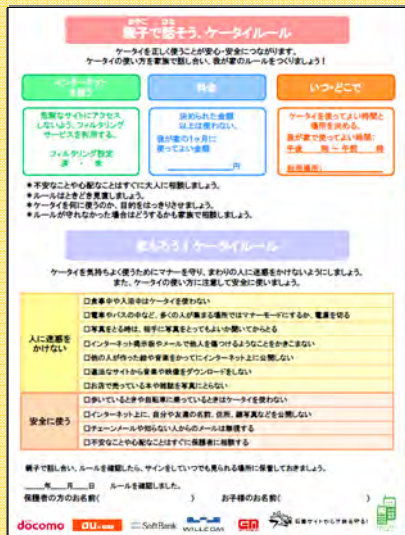 おやこ はな
親子で話そう、ケータイルール
ケータイを正しく使うことが安心・安全につながります。
ケータイの使い方を家族で話し合い、我が家のルールをつくりましょう！
インターネット
を使う
料金
いつ・どこで
危険なサイトにアクセス
しないよう、フィルタリング
サービスを利用する。
フィルタリング設定
済 ・ 未
決められた金額
以上は使わない。
我が家の1ヶ月に
使ってよい金額
円
ケータイを使ってよい時間と
場所を決める。
我が家で使ってよい時間：
午後 時～午前 時
利用場所：
＊不安なことや心配なことはすぐに大人に相談しましょう。
＊ルールはときどき見直しましょう。
＊ケータイを何に使うのか、目的をはっきりさせましょう。
＊ルールが守れなかった場合はどうするかも家族で相談しましょう。
まもろう！ケータイルール
ケータイを気持ちよく使うためにマナーを守り、まわりの人に迷惑をかけないようにしましょう。
また、ケータイの使い方に注意して安全に使いましょう。
人に迷惑を
かけない
□食事中や入浴中はケータイを使わない
□電車やバスの中など、多くの人が集まる場所ではマナーモードにするか、電源を切る
□写真をとる時は、相手に写真をとってもよいか聞いてからとる
□インターネット掲示板やメールで他人を傷つけるようなことをかきこまない
□他の人が作った絵や音楽をかってにインターネット上に公開しない
□違法なサイトから音楽や映像をダウンロードをしない
□お店で売っている本や雑誌を写真にとらない
安全に使う
□歩いているときや自転車に乗っているときはケータイを使わない
□インターネット上に、自分や友達の名前、住所、顔写真などを公開しない
□チェーンメールや知らない人からのメールは無視する
□不安なことや心配なことはすぐに保護者に相談する
親子で話し合い、ルールを確認したら、サインをしていつでも見られる場所に保管しておきましょう。
年 月 日 ルールを確認しました。
保護者の方のお名前( ) お子様のお名前( )
döcomo au SoftBank WILLCOM